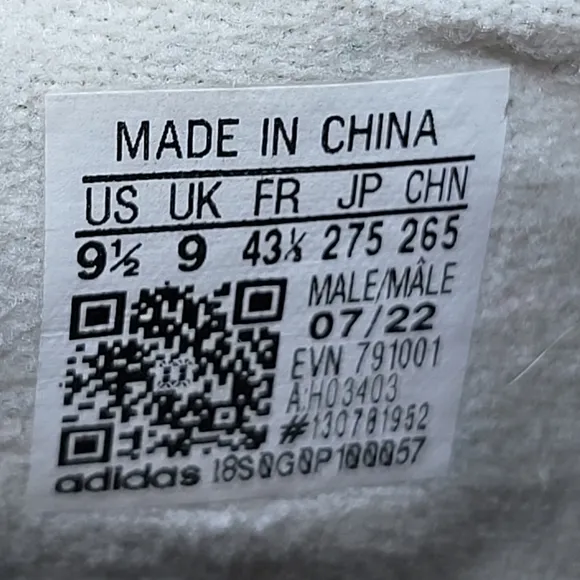 MADE IN CHINA
US UK FR JP CHN
9½ 9 43⅓ 275 265
MALE/MÂLE
07/22
EVN 791001
A:H03403
#130781952
adidas I8S0G0P100057